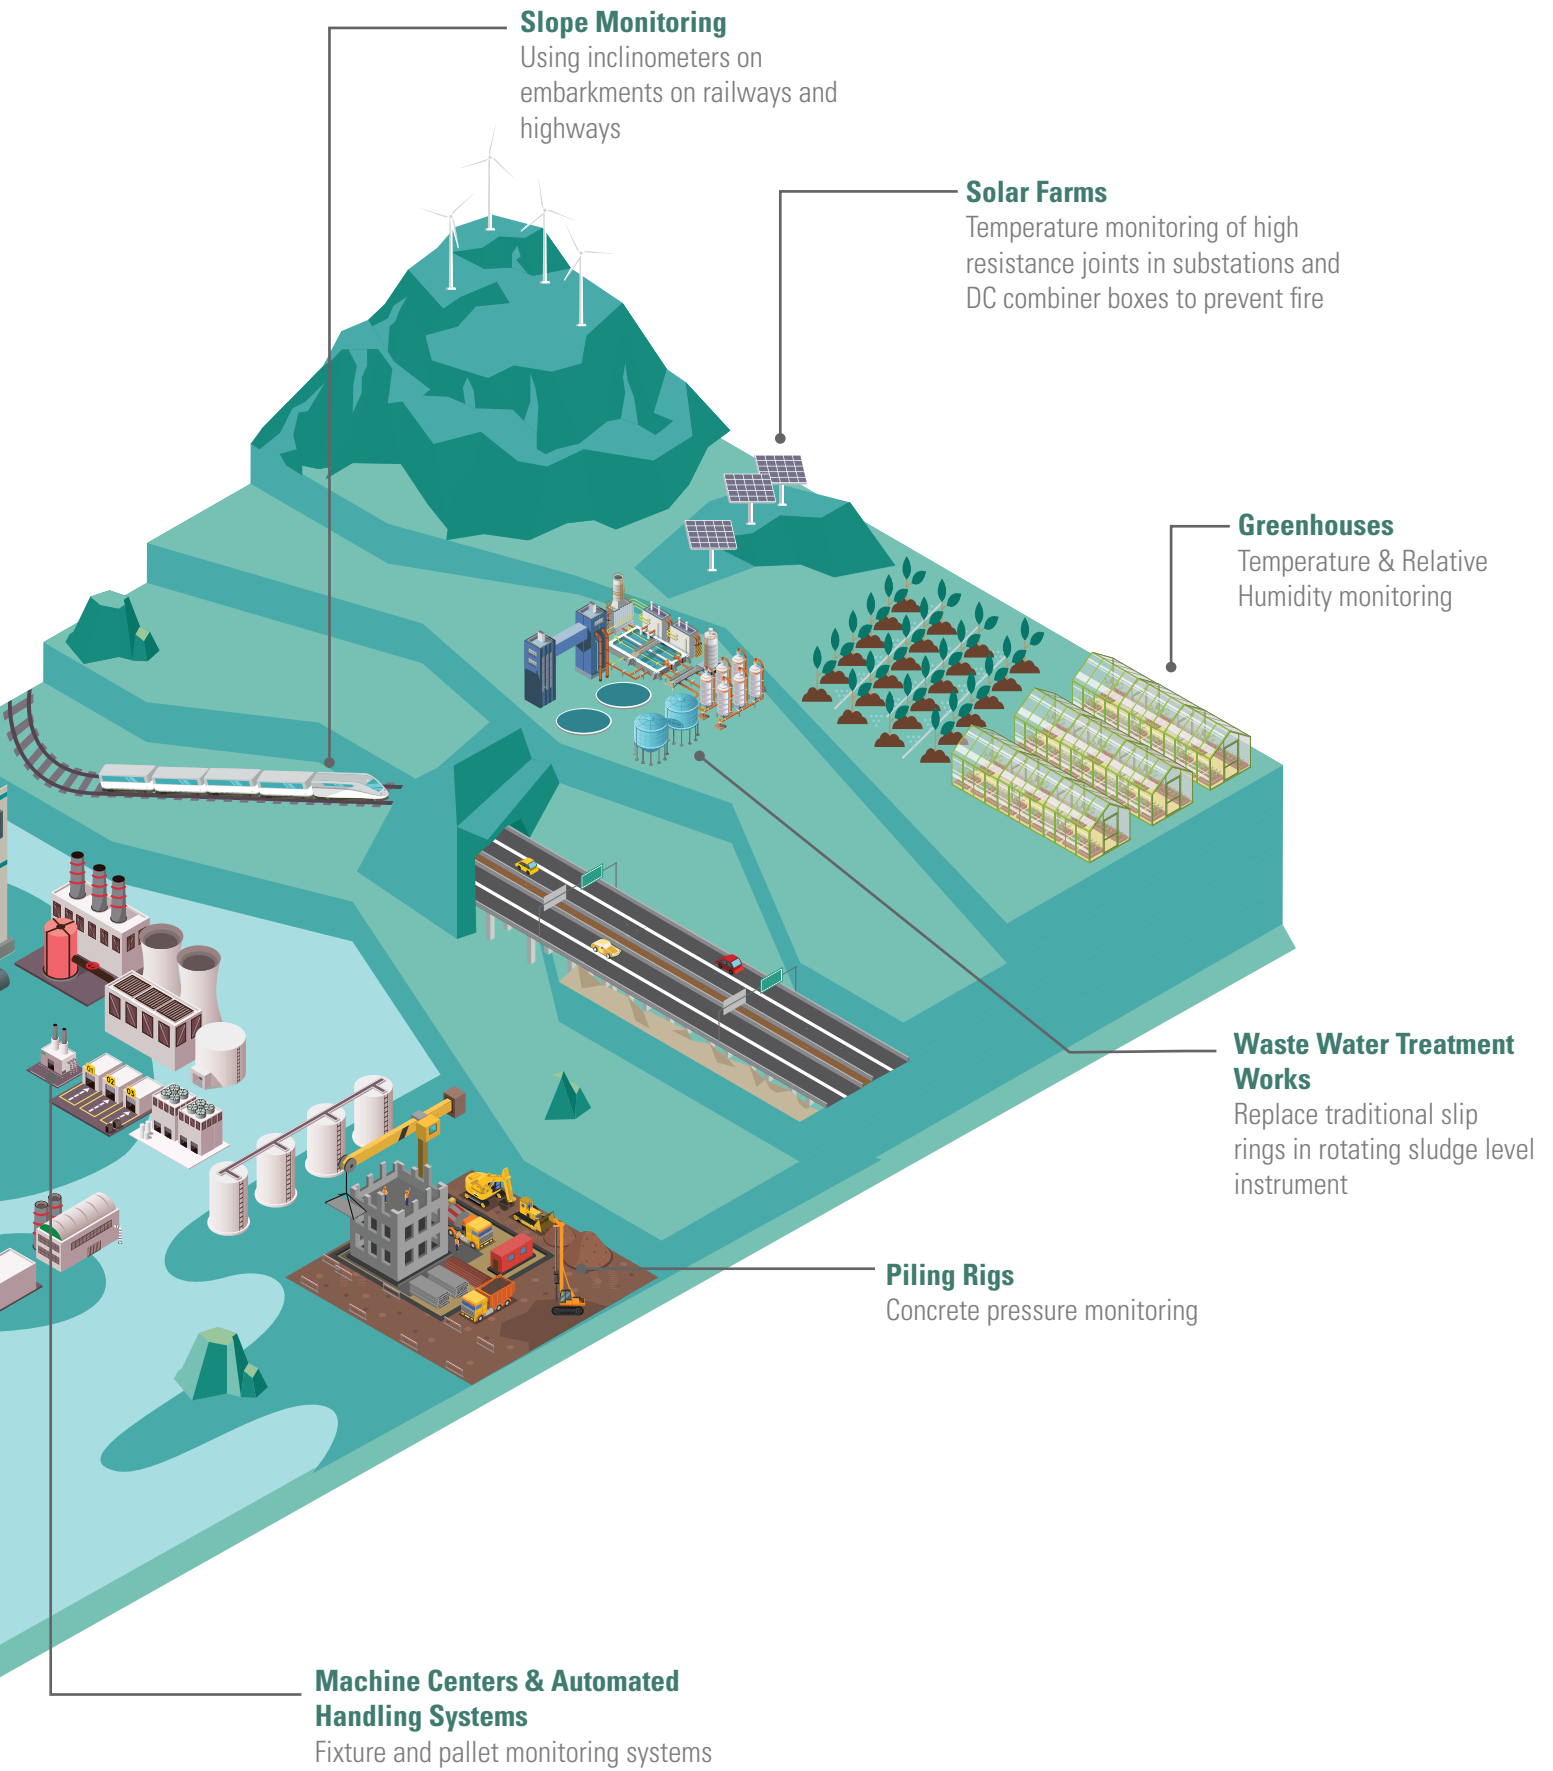 Slope Monitoring
Using inclinometers on
embarkments on railways and
highways
Solar Farms
Temperature monitoring of high
resistance joints in substations and
DC combiner boxes to prevent fire
Greenhouses
Temperature & Relative
Humidity monitoring
Waste Water Treatment
Works
Replace traditional slip
rings in rotating sludge level
instrument
01
02
03
Piling Rigs
Concrete pressure monitoring
Machine Centers & Automated
Handling Systems
Fixture and pallet monitoring systems